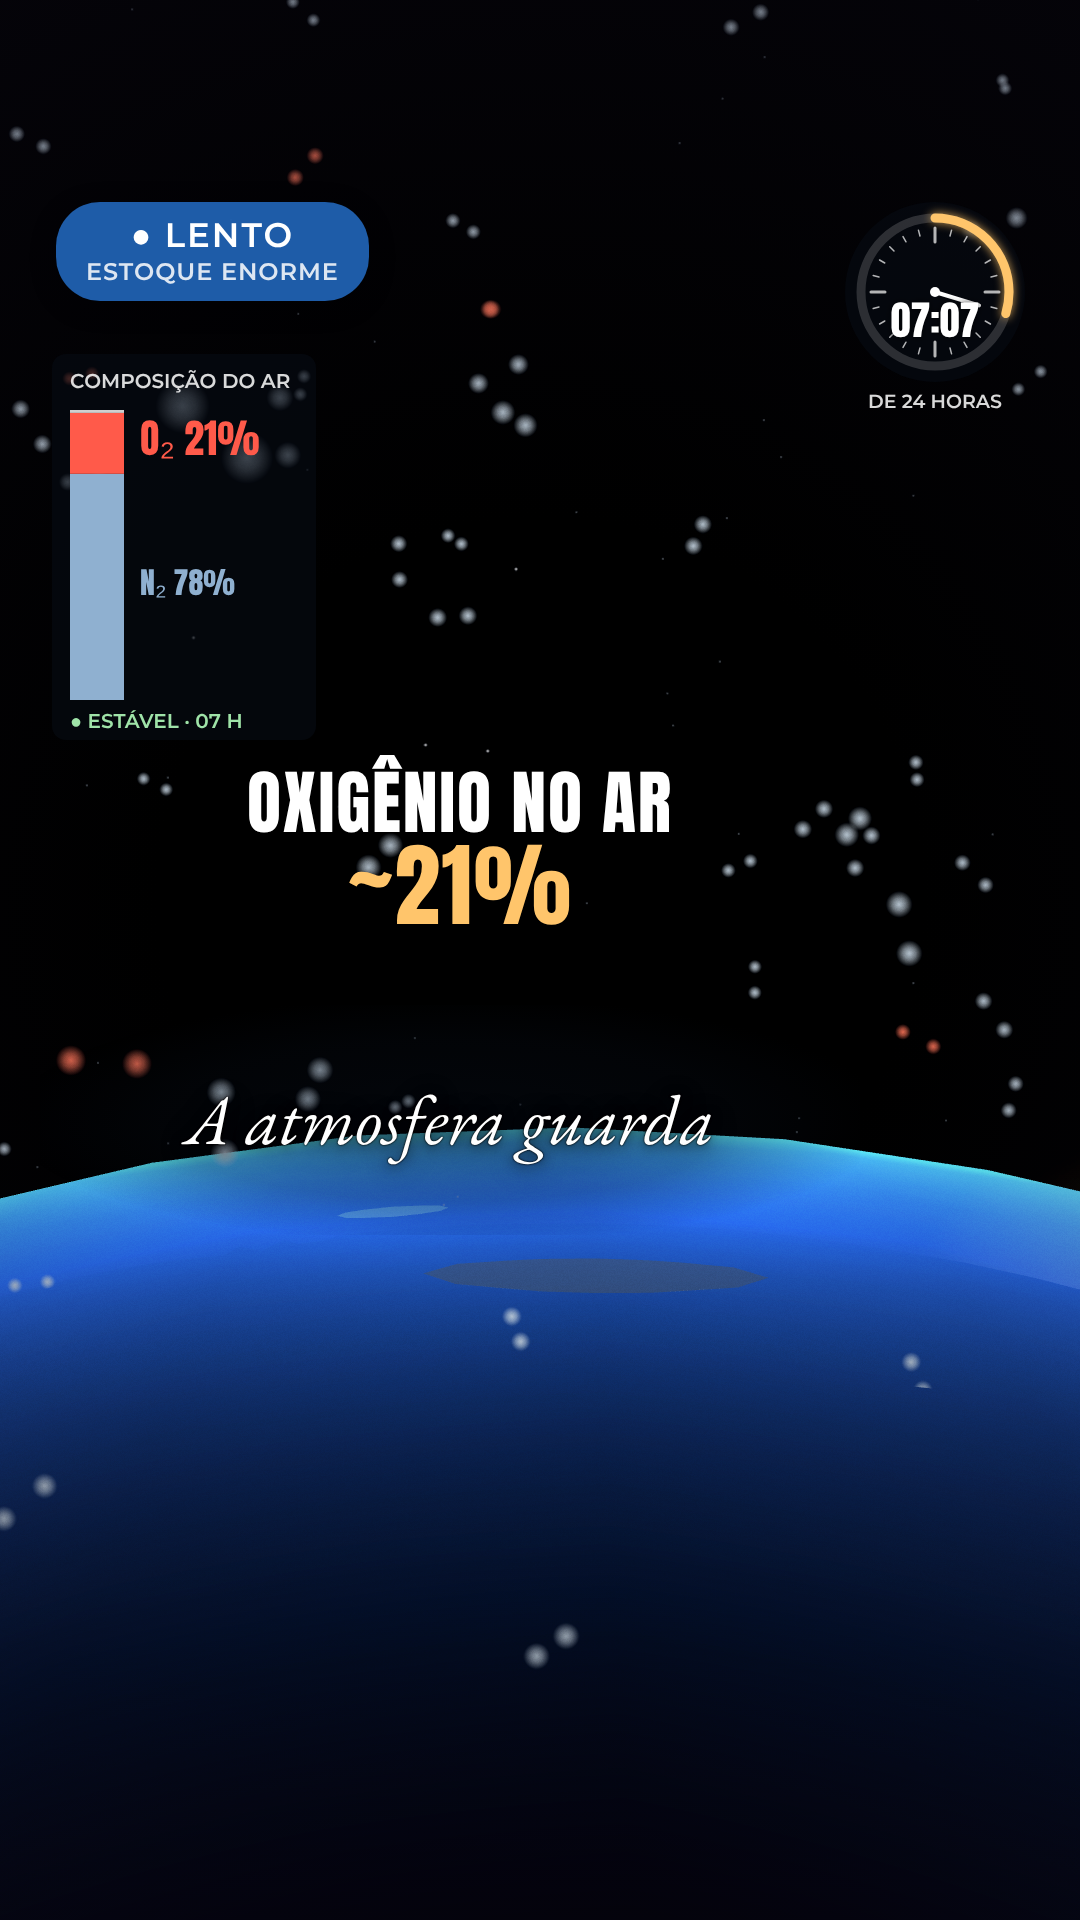 ● LENTO
ESTOQUE ENORME
07:07
DE 24 HORAS
COMPOSIÇÃO DO AR
O₂ 21%
N₂ 78%
● ESTÁVEL · 07 H
OXIGÊNIO NO AR
~21%
A atmosfera guarda